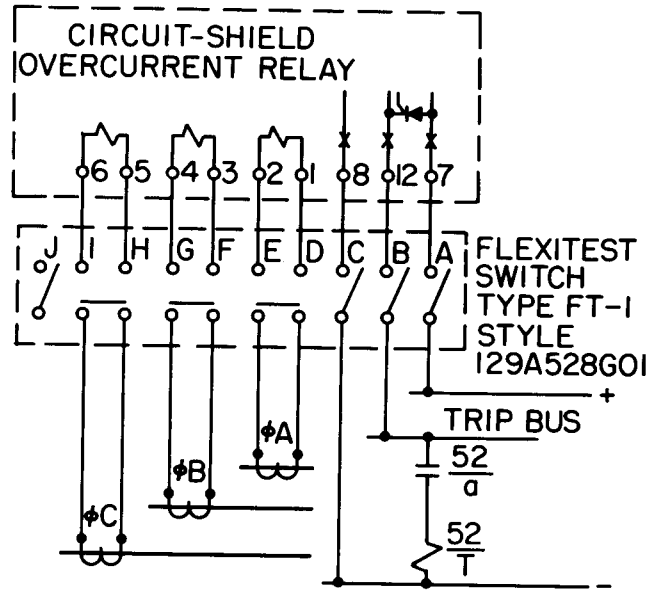 CIRCUIT-SHIELD
OVERCURRENT RELAY
6 5 4 3 2 1 8 12 7
J I H G F E D C B A
FLEXITEST
SWITCH
TYPE FT-1
STYLE
129A528G01
+
TRIP BUS
φA
52
a
φB
φC
52
T
-